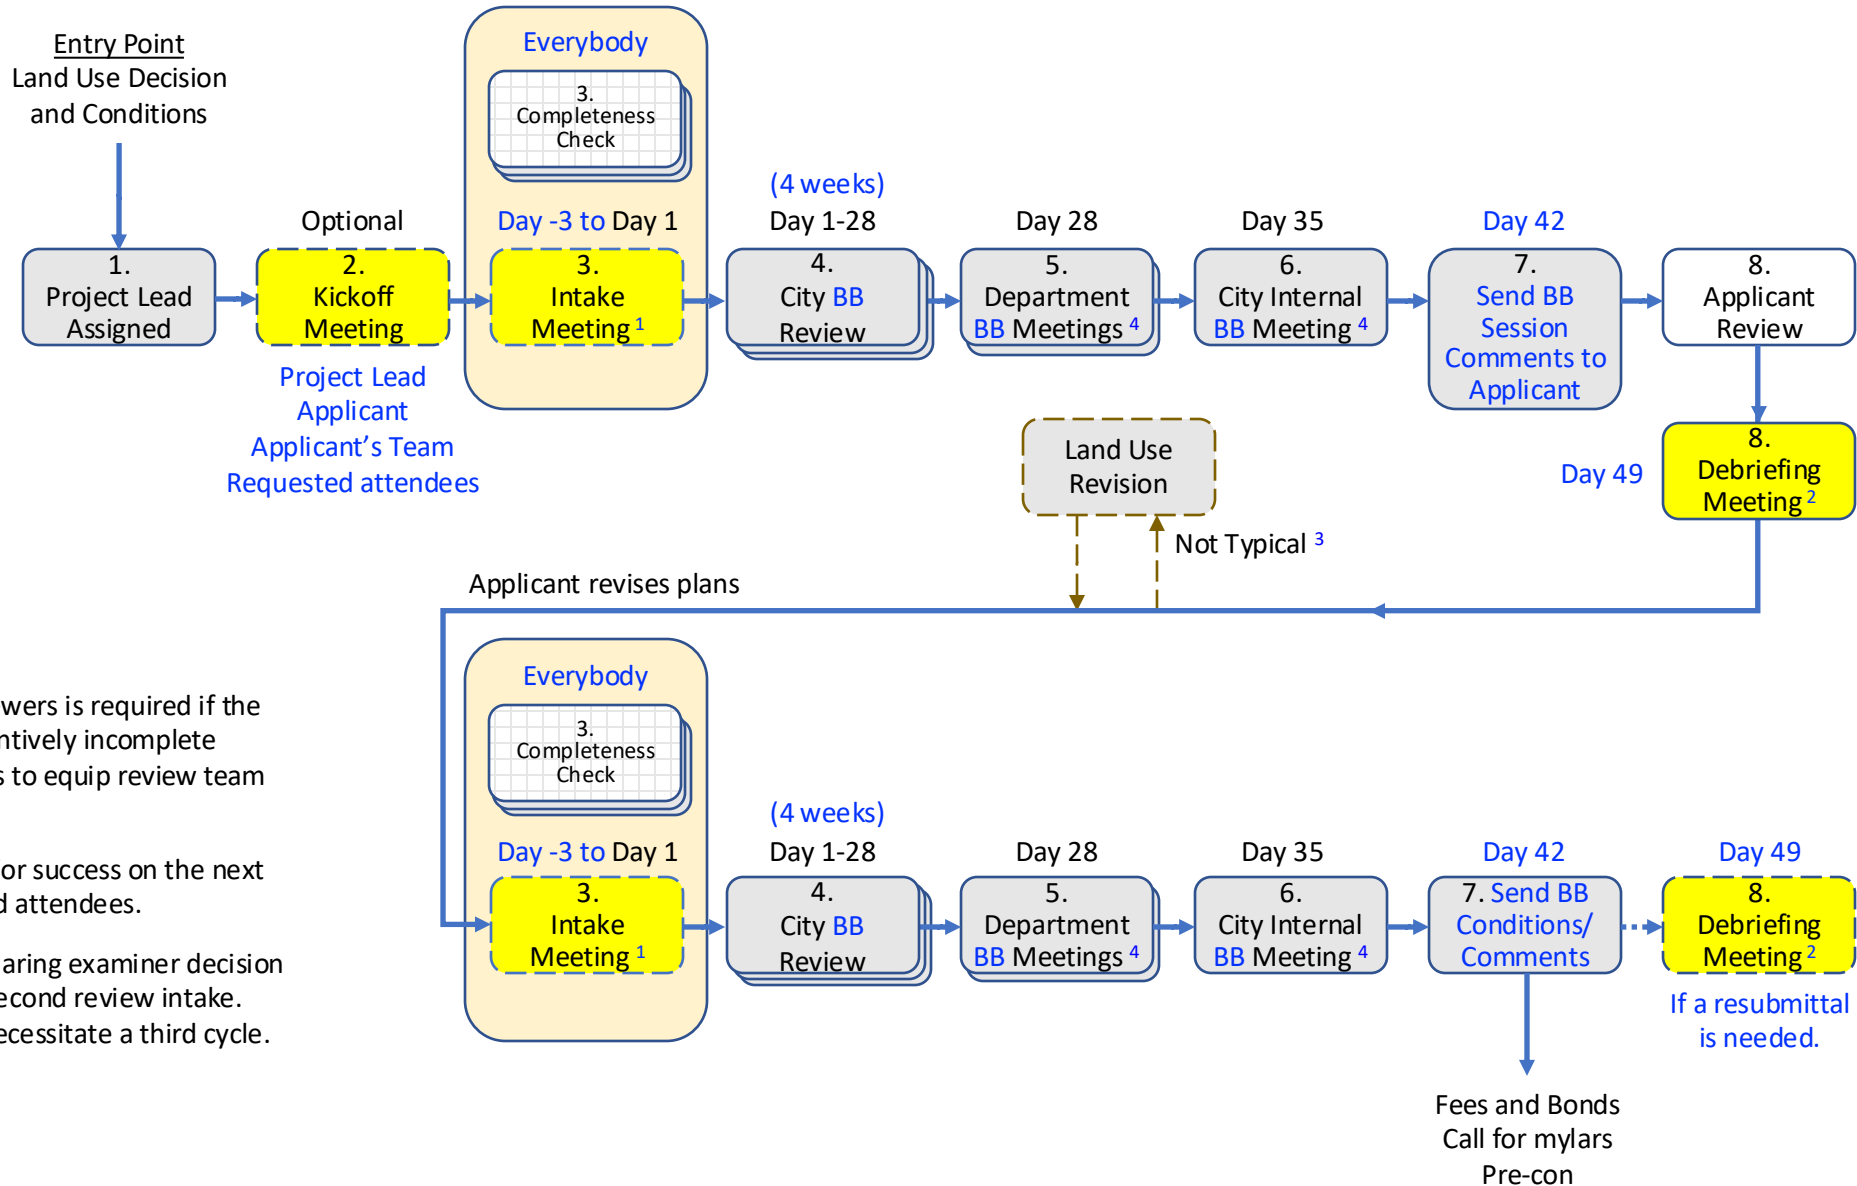 Entry Point
Land Use Decision
and Conditions
1.
Project Lead
Assigned
Optional
2.
Kickoff
Meeting
Project Lead
Applicant
Applicant’s Team
Requested attendees
Everybody
3.
Completeness
Check
Day -3 to Day 1
3.
Intake
Meeting 1
(4 weeks)
Day 1-28
4.
City BB
Review
Day 28
5.
Department
BB Meetings 4
Day 35
6.
City Internal
BB Meeting 4
Day 42
7.
Send BB
Session
Comments to
Applicant
8.
Applicant
Review
Day 49
8.
Debriefing
Meeting 2
Land Use
Revision
Not Typical 3
Applicant revises plans
wers is required if the
ntively incomplete
s to equip review team
or success on the next
d attendees.
aring examiner decision
econd review intake.
ecessitate a third cycle.
Everybody
3.
Completeness
Check
Day -3 to Day 1
3.
Intake
Meeting 1
(4 weeks)
Day 1-28
4.
City BB
Review
Day 28
5.
Department
BB Meetings 4
Day 35
6.
City Internal
BB Meeting 4
Day 42
7. Send BB
Conditions/
Comments
Day 49
8.
Debriefing
Meeting 2
If a resubmittal
is needed.
Fees and Bonds
Call for mylars
Pre-con